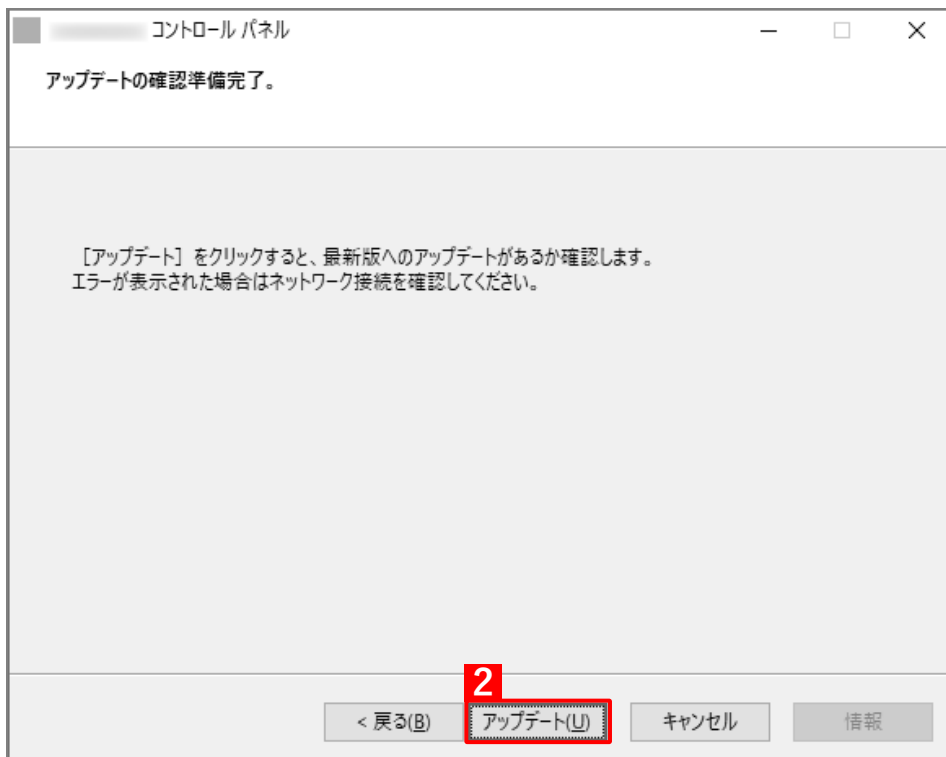 コントロール パネル
アップデートの確認準備完了。
［アップデート］をクリックすると、最新版へのアップデートがあるか確認します。
エラーが表示された場合はネットワーク接続を確認してください。
2
< 戻る(B) アップデート(U) キャンセル 情報